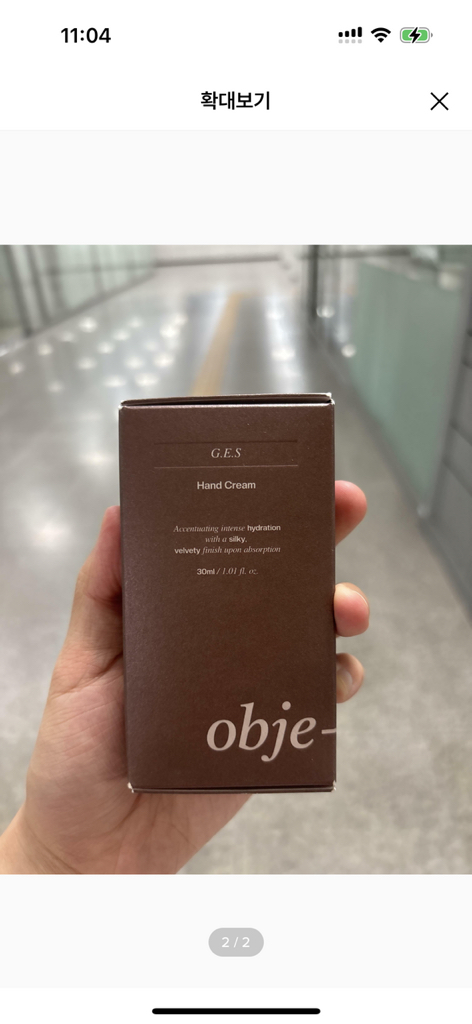 11:04
확대보기
G.E.S
Hand Cream
Accentuating intense hydration
with a silky,
velvety finish upon absorption
30ml / 1.01 fl. oz.
obje-
2 / 2